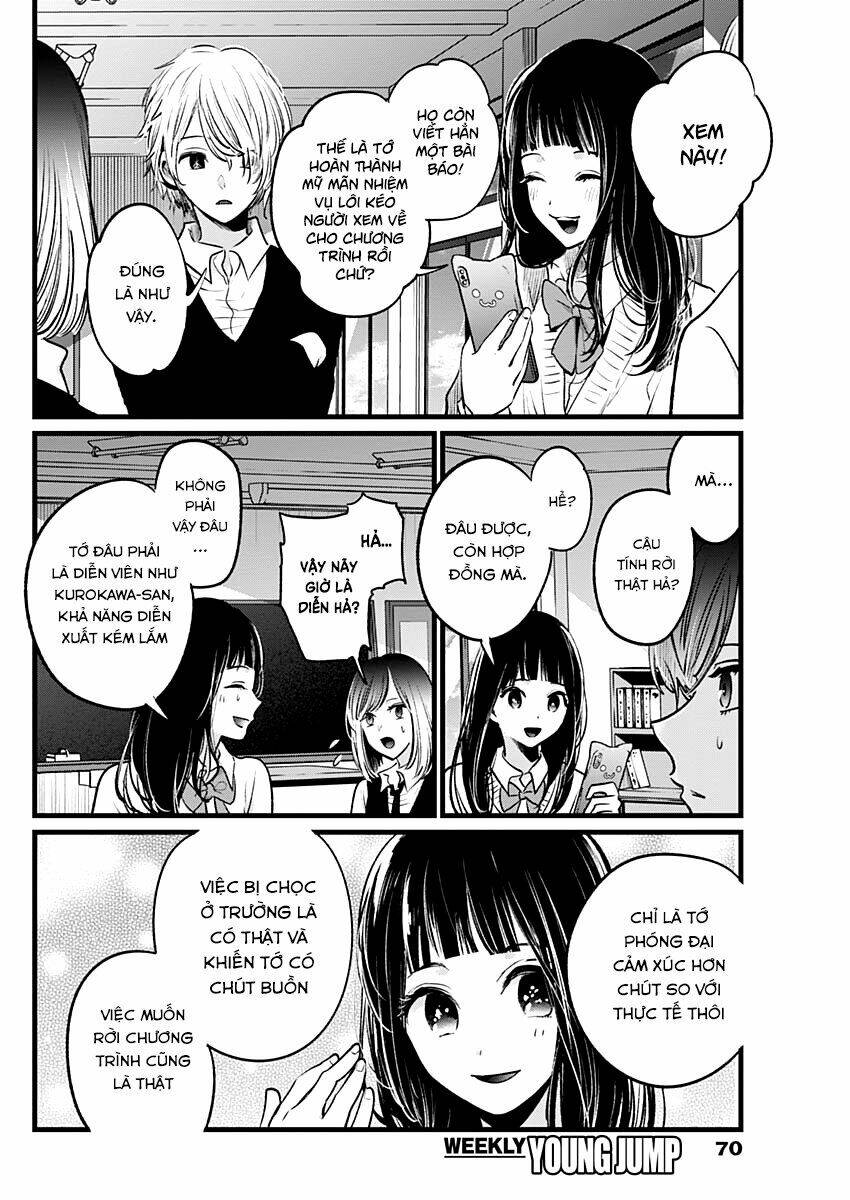 XEM
NÀY!
HỌ CÒN
VIẾT HẲN
MỘT BÀI
BÁO!
THẾ LÀ TỚ
HOÀN THÀNH
MỸ MÃN NHIỆM
VỤ LÔI KÉO
NGƯỜI XEM VỀ
CHO CHƯƠNG
TRÌNH RỒI
CHỨ?
ĐÚNG
LÀ NHƯ
VẬY.
MÀ...
CẬU
TÍNH RỜI
THẬT HẢ?
HỂ?
ĐÂU ĐƯỢC,
CÒN HỢP
ĐỒNG MÀ.
HẢ...
VẬY NÃY
GIỜ LÀ
DIỄN HẢ?
KHÔNG
PHẢI
VẬY ĐÂU
...
TỚ ĐÂU PHẢI
LÀ DIỄN VIÊN NHƯ
KUROKAWA-SAN,
KHẢ NĂNG DIỄN
XUẤT KÉM LẮM
CHỈ LÀ TỚ
PHÓNG ĐẠI
CẢM XÚC HƠN
CHÚT SO VỚI
THỰC TẾ THÔI
VIỆC BỊ CHỌC
Ở TRƯỜNG LÀ
CÓ THẬT VÀ
KHIẾN TỚ CÓ
CHÚT BUỒN
VIỆC MUỐN
RỜI CHƯƠNG
TRÌNH CŨNG
LÀ THẬT
WEEKLY YOUNG JUMP 70